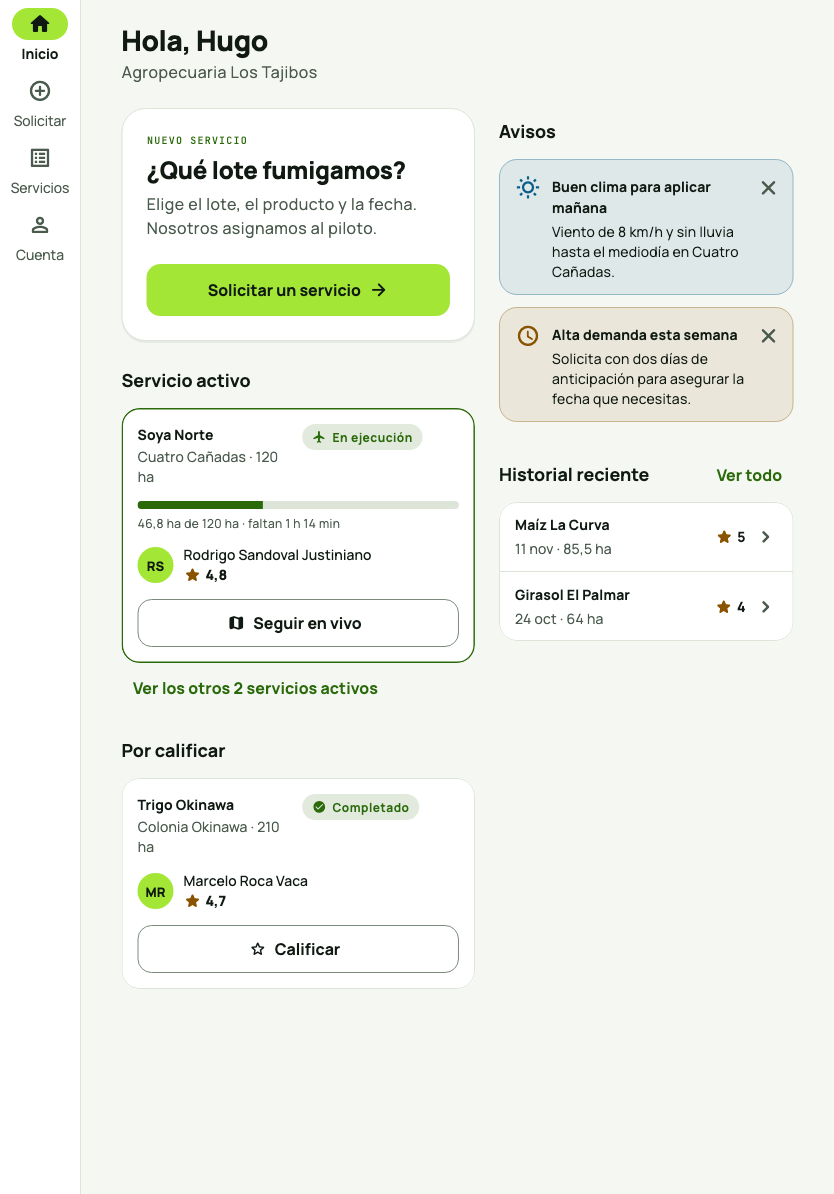 Inicio
Solicitar
Servicios
Cuenta
Hola, Hugo
Agropecuaria Los Tajibos
NUEVO SERVICIO
¿Qué lote fumigamos?
Elige el lote, el producto y la fecha.
Nosotros asignamos al piloto.
Solicitar un servicio
Servicio activo
Soya Norte
En ejecución
Cuatro Cañadas · 120
ha
46,8 ha de 120 ha · faltan 1 h 14 min
RS
Rodrigo Sandoval Justiniano
4,8
Seguir en vivo
Ver los otros 2 servicios activos
Por calificar
Trigo Okinawa
Completado
Colonia Okinawa · 210
ha
MR
Marcelo Roca Vaca
4,7
Calificar
Avisos
Buen clima para aplicar
mañana
Viento de 8 km/h y sin lluvia
hasta el mediodía en Cuatro
Cañadas.
Alta demanda esta semana
Solicita con dos días de
anticipación para asegurar la
fecha que necesitas.
Historial reciente
Ver todo
Maíz La Curva
11 nov · 85,5 ha
5
Girasol El Palmar
24 oct · 64 ha
4